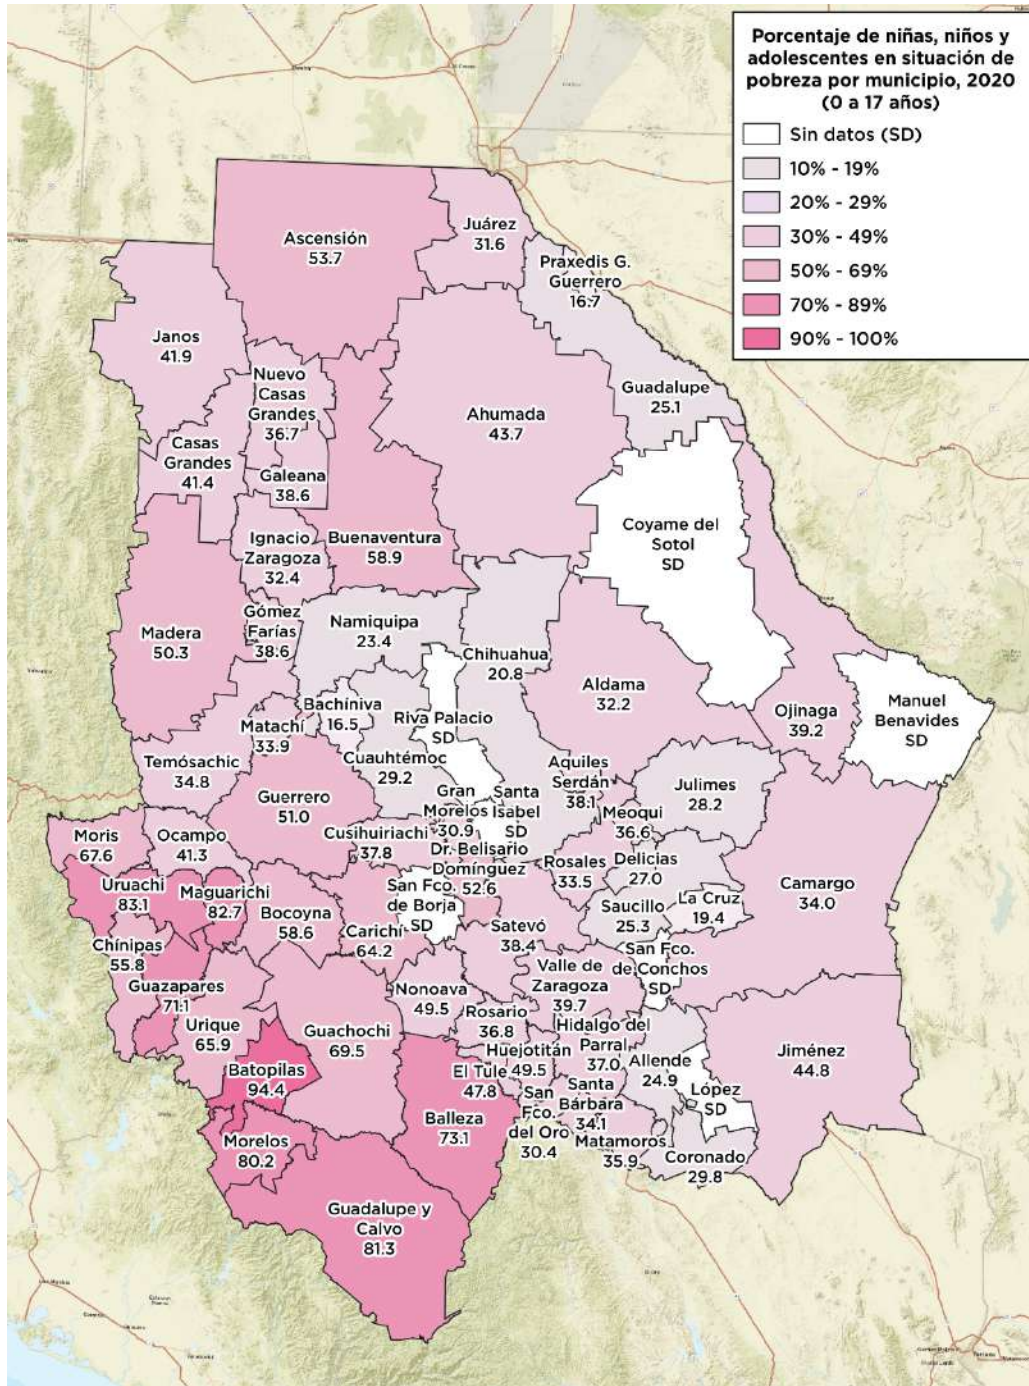 Porcentaje de niñas, niños y
adolescentes en situación de
pobreza por municipio, 2020
(0 a 17 años)
Sin datos (SD)
10% - 19%
20% - 29%
30% - 49%
50% - 69%
70% - 89%
90% - 100%
Ascensión
53.7
Juárez
31.6
Praxedis G.
Guerrero
16.7
Janos
41.9
Nuevo
Casas
Grandes
36.7
Guadalupe
25.1
Ahumada
43.7
Casas
Grandes
41.4
Galeana
38.6
Coyame del
Sotol
SD
Ignacio
Zaragoza
32.4
Buenaventura
58.9
Gómez
Farías
38.6
Namiquipa
23.4
Madera
50.3
Chihuahua
20.8
Aldama
32.2
Manuel
Benavides
SD
Ojinaga
39.2
Bachíniva
16.5
Riva Palacio
SD
Matachí
33.9
Cuauhtémoc
29.2
Temósachic
34.8
Aquiles
Serdán
38.1
Julimes
28.2
Guerrero
51.0
Gran
Morelos
30.9
Santa
Isabel
SD
Meoqui
36.6
Moris
67.6
Ocampo
41.3
Cusihuiriachi
37.8
Dr. Belisario
Domínguez
52.6
Rosales
33.5
Delicias
27.0
Camargo
34.0
Uruachi
83.1
Maguarichi
82.7
Bocoyna
58.6
San Fco.
de Borja
SD
La Cruz
19.4
Saucillo
25.3
Carichí
64.2
Satevó
38.4
Chínipas
55.8
San Fco.
de Conchos
SD
Valle de
Zaragoza
39.7
Guazapares
71.1
Nonoava
49.5
Rosario
36.8
Urique
65.9
Guachochi
69.5
Hidalgo del
Parral
37.0
Huejotitán
49.5
Jiménez
44.8
Allende
24.9
Batopilas
94.4
El Tule
47.8
López
SD
San
Fco.
del Oro
30.4
Santa
Bárbara
34.1
Balleza
73.1
Morelos
80.2
Matamoros
35.9
Coronado
29.8
Guadalupe y
Calvo
81.3